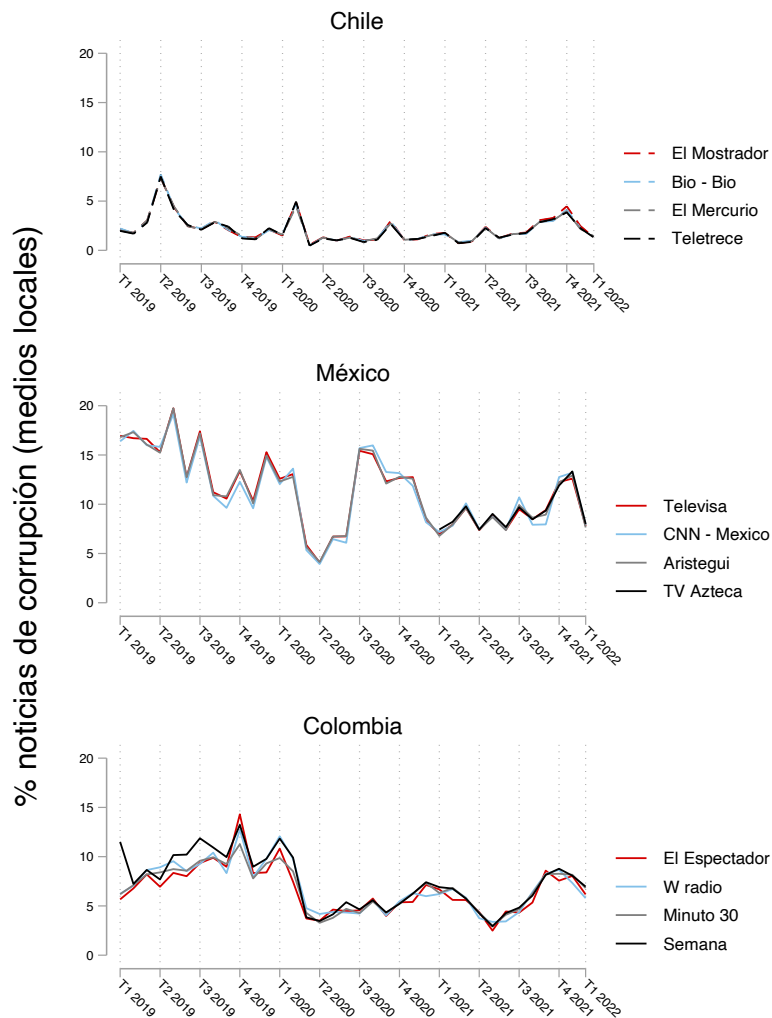 % noticias de corrupción (medios locales)
Chile
20
15
10
5
0
T1 2019
T2 2019
T3 2019
T4 2019
T1 2020
T2 2020
T3 2020
T4 2020
T1 2021
T2 2021
T3 2021
T4 2021
T1 2022
El Mostrador
Bio - Bio
El Mercurio
Teletrece
México
20
15
10
5
0
T1 2019
T2 2019
T3 2019
T4 2019
T1 2020
T2 2020
T3 2020
T4 2020
T1 2021
T2 2021
T3 2021
T4 2021
T1 2022
Televisa
CNN - Mexico
Aristegui
TV Azteca
Colombia
20
15
10
5
0
T1 2019
T2 2019
T3 2019
T4 2019
T1 2020
T2 2020
T3 2020
T4 2020
T1 2021
T2 2021
T3 2021
T4 2021
T1 2022
El Espectador
W radio
Minuto 30
Semana